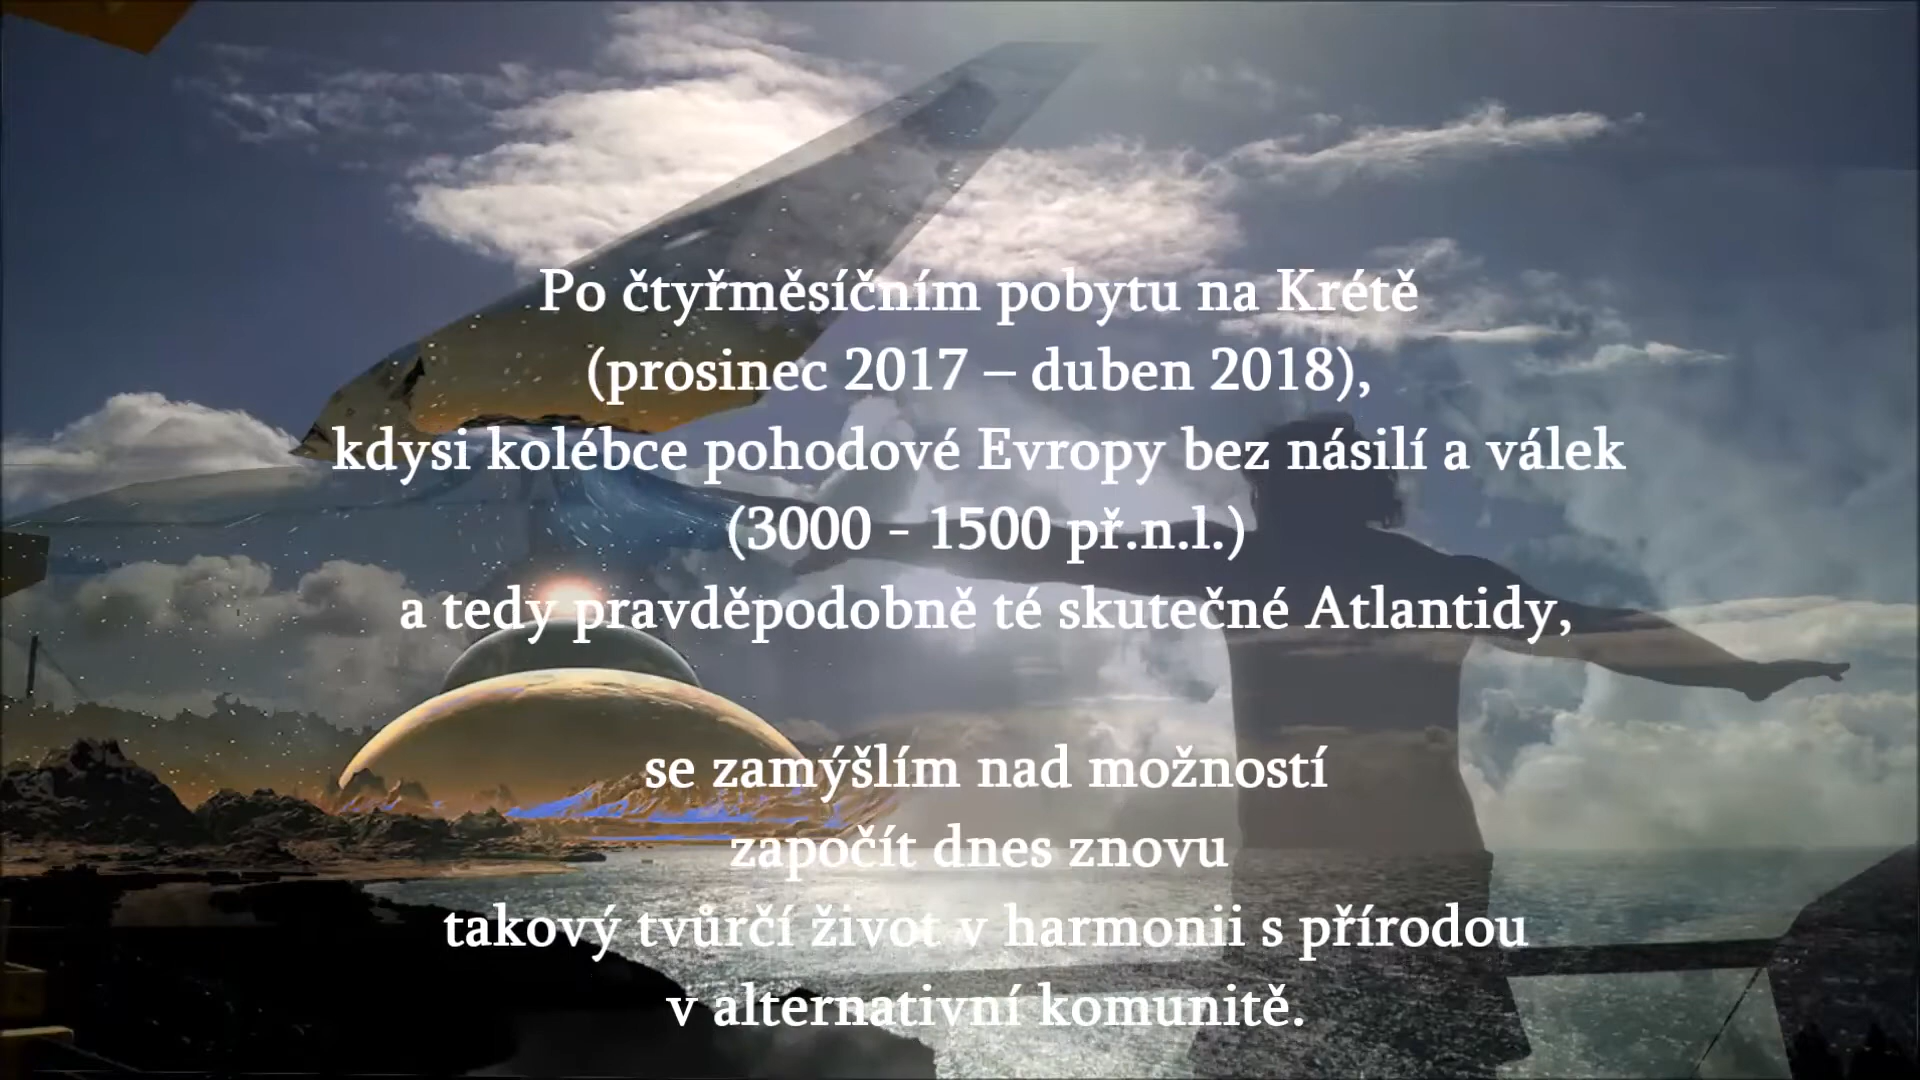 Po čtyřměsíčním pobytu na Krétě
(prosinec 2017 – duben 2018),
kdysi kolébce pohodové Evropy bez násilí a válek
(3000 - 1500 př.n.l.)
a tedy pravděpodobně té skutečné Atlantidy,
se zamýšlím nad možností
započít dnes znovu
takový tvůrčí život v harmonii s přírodou
v alternativní komunitě.